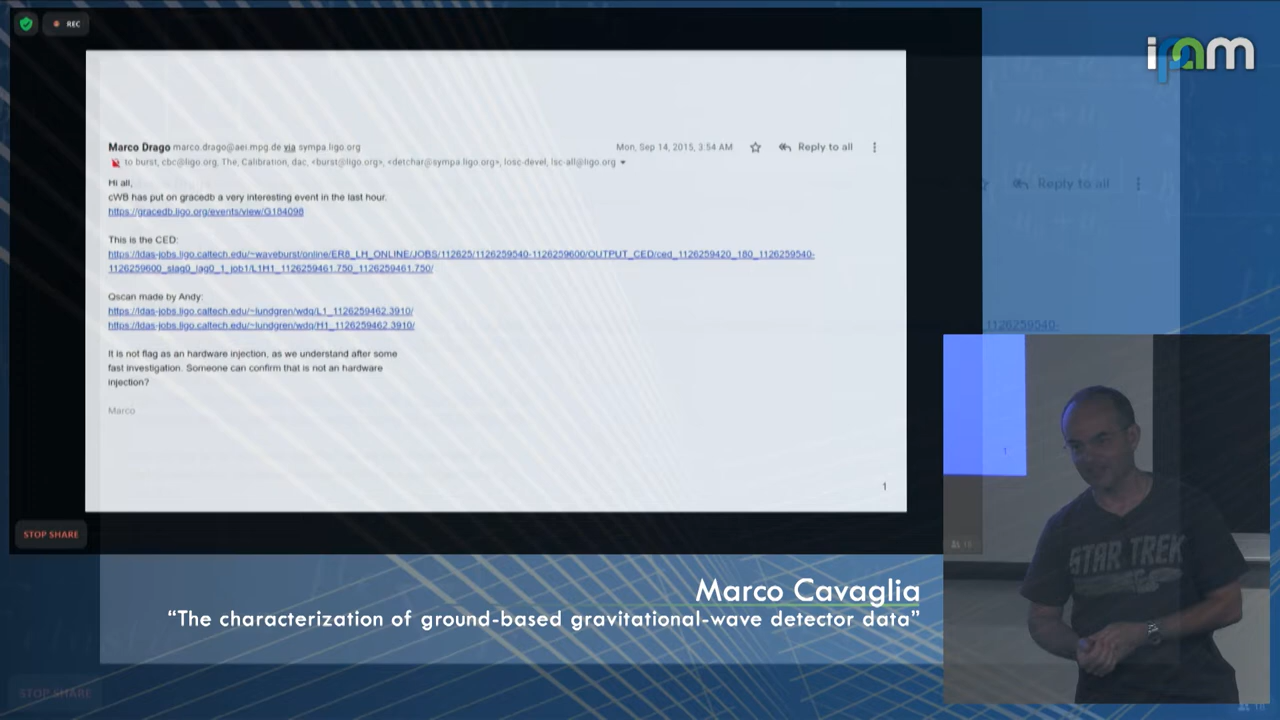 REC
ipam
Marco Drago marco.drago@aei.mpg.de via sympa.ligo.org
Mon, Sep 14, 2015, 3:54 AM
Reply to all
to burst, cbc@ligo.org, The, Calibration, dac, <burst@ligo.org>, <detchar@sympa.ligo.org>, losc-devel, lsc-all@ligo.org
Reply to all
Hi all,
cWB has put on gracedb a very interesting event in the last hour.
https://gracedb.ligo.org/events/view/G184098
This is the CED:
https://ldas-jobs.ligo.caltech.edu/~waveburst/online/ER8_LH_ONLINE/JOBS/112625/1126259540-1126259600/OUTPUT_CED/ced_1126259420_180_1126259540-
1126259600_slag0_lag0_1_job1/L1H1_1126259461.750_1126259461.750/
Qscan made by Andy:
https://ldas-jobs.ligo.caltech.edu/~lundgren/wdq/L1_1126259462.3910/
https://ldas-jobs.ligo.caltech.edu/~lundgren/wdq/H1_1126259462.3910/
1126259540-
It is not flag as an hardware injection, as we understand after some
fast investigation. Someone can confirm that is not an hardware
injection?
Marco
1
STOP SHARE
STAR TREK
Marco Cavaglia
“The characterization of ground-based gravitational-wave detector data”
STOP SHARE